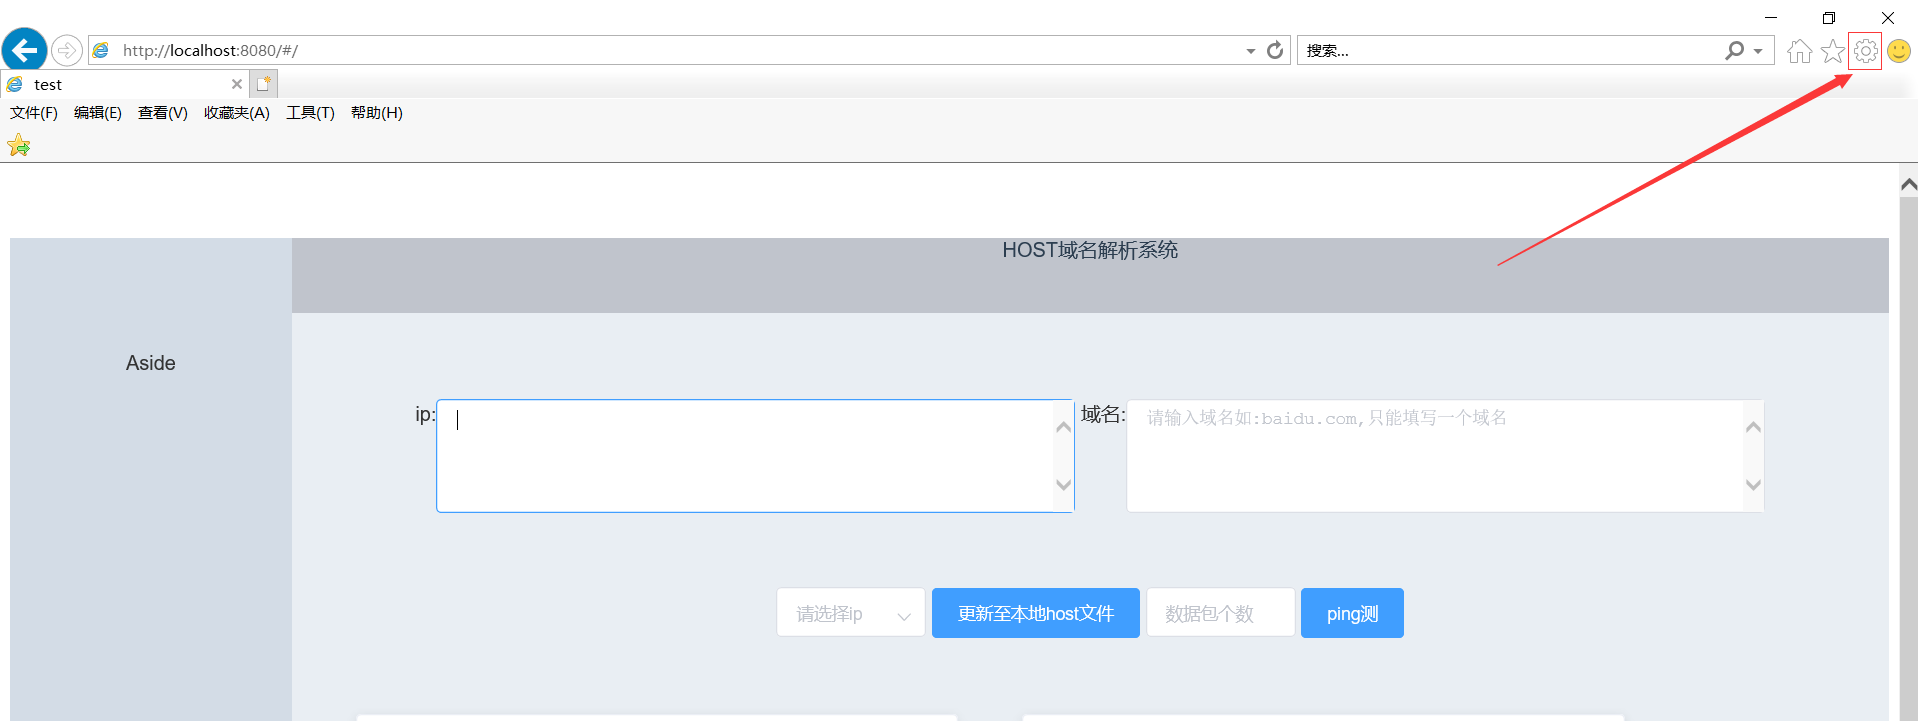 http://localhost:8080/#/
搜索...
test
文件(F) 编辑(E) 查看(V) 收藏夹(A) 工具(T) 帮助(H)
HOST域名解析系统
Aside
ip:
域名:
请输入域名如:baidu.com,只能填写一个域名
请选择ip
更新至本地host文件
数据包个数
ping测